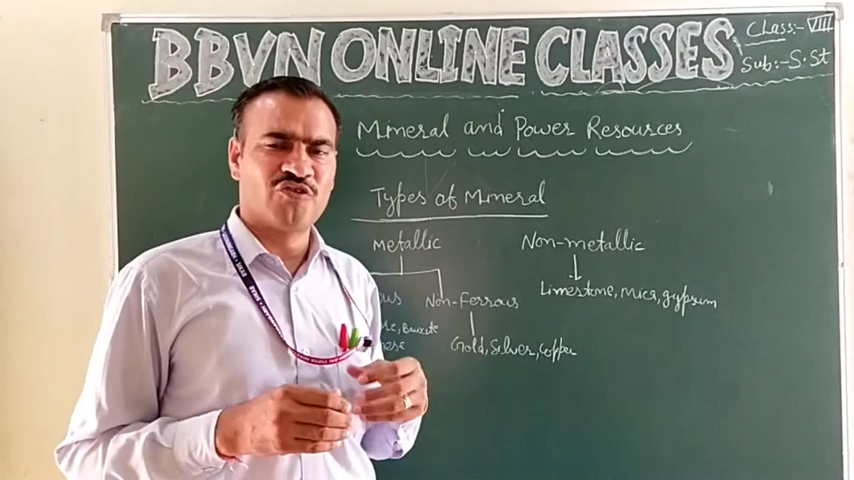 BBVN ONLINE CLASSES
Class:- VIII
Sub:- S.St
Mineral and Power Resources
Types of Mineral
Metallic
Non-metallic
Non-Ferrous
Limestone, Mica, gypsum
Gold, Silver, Copper